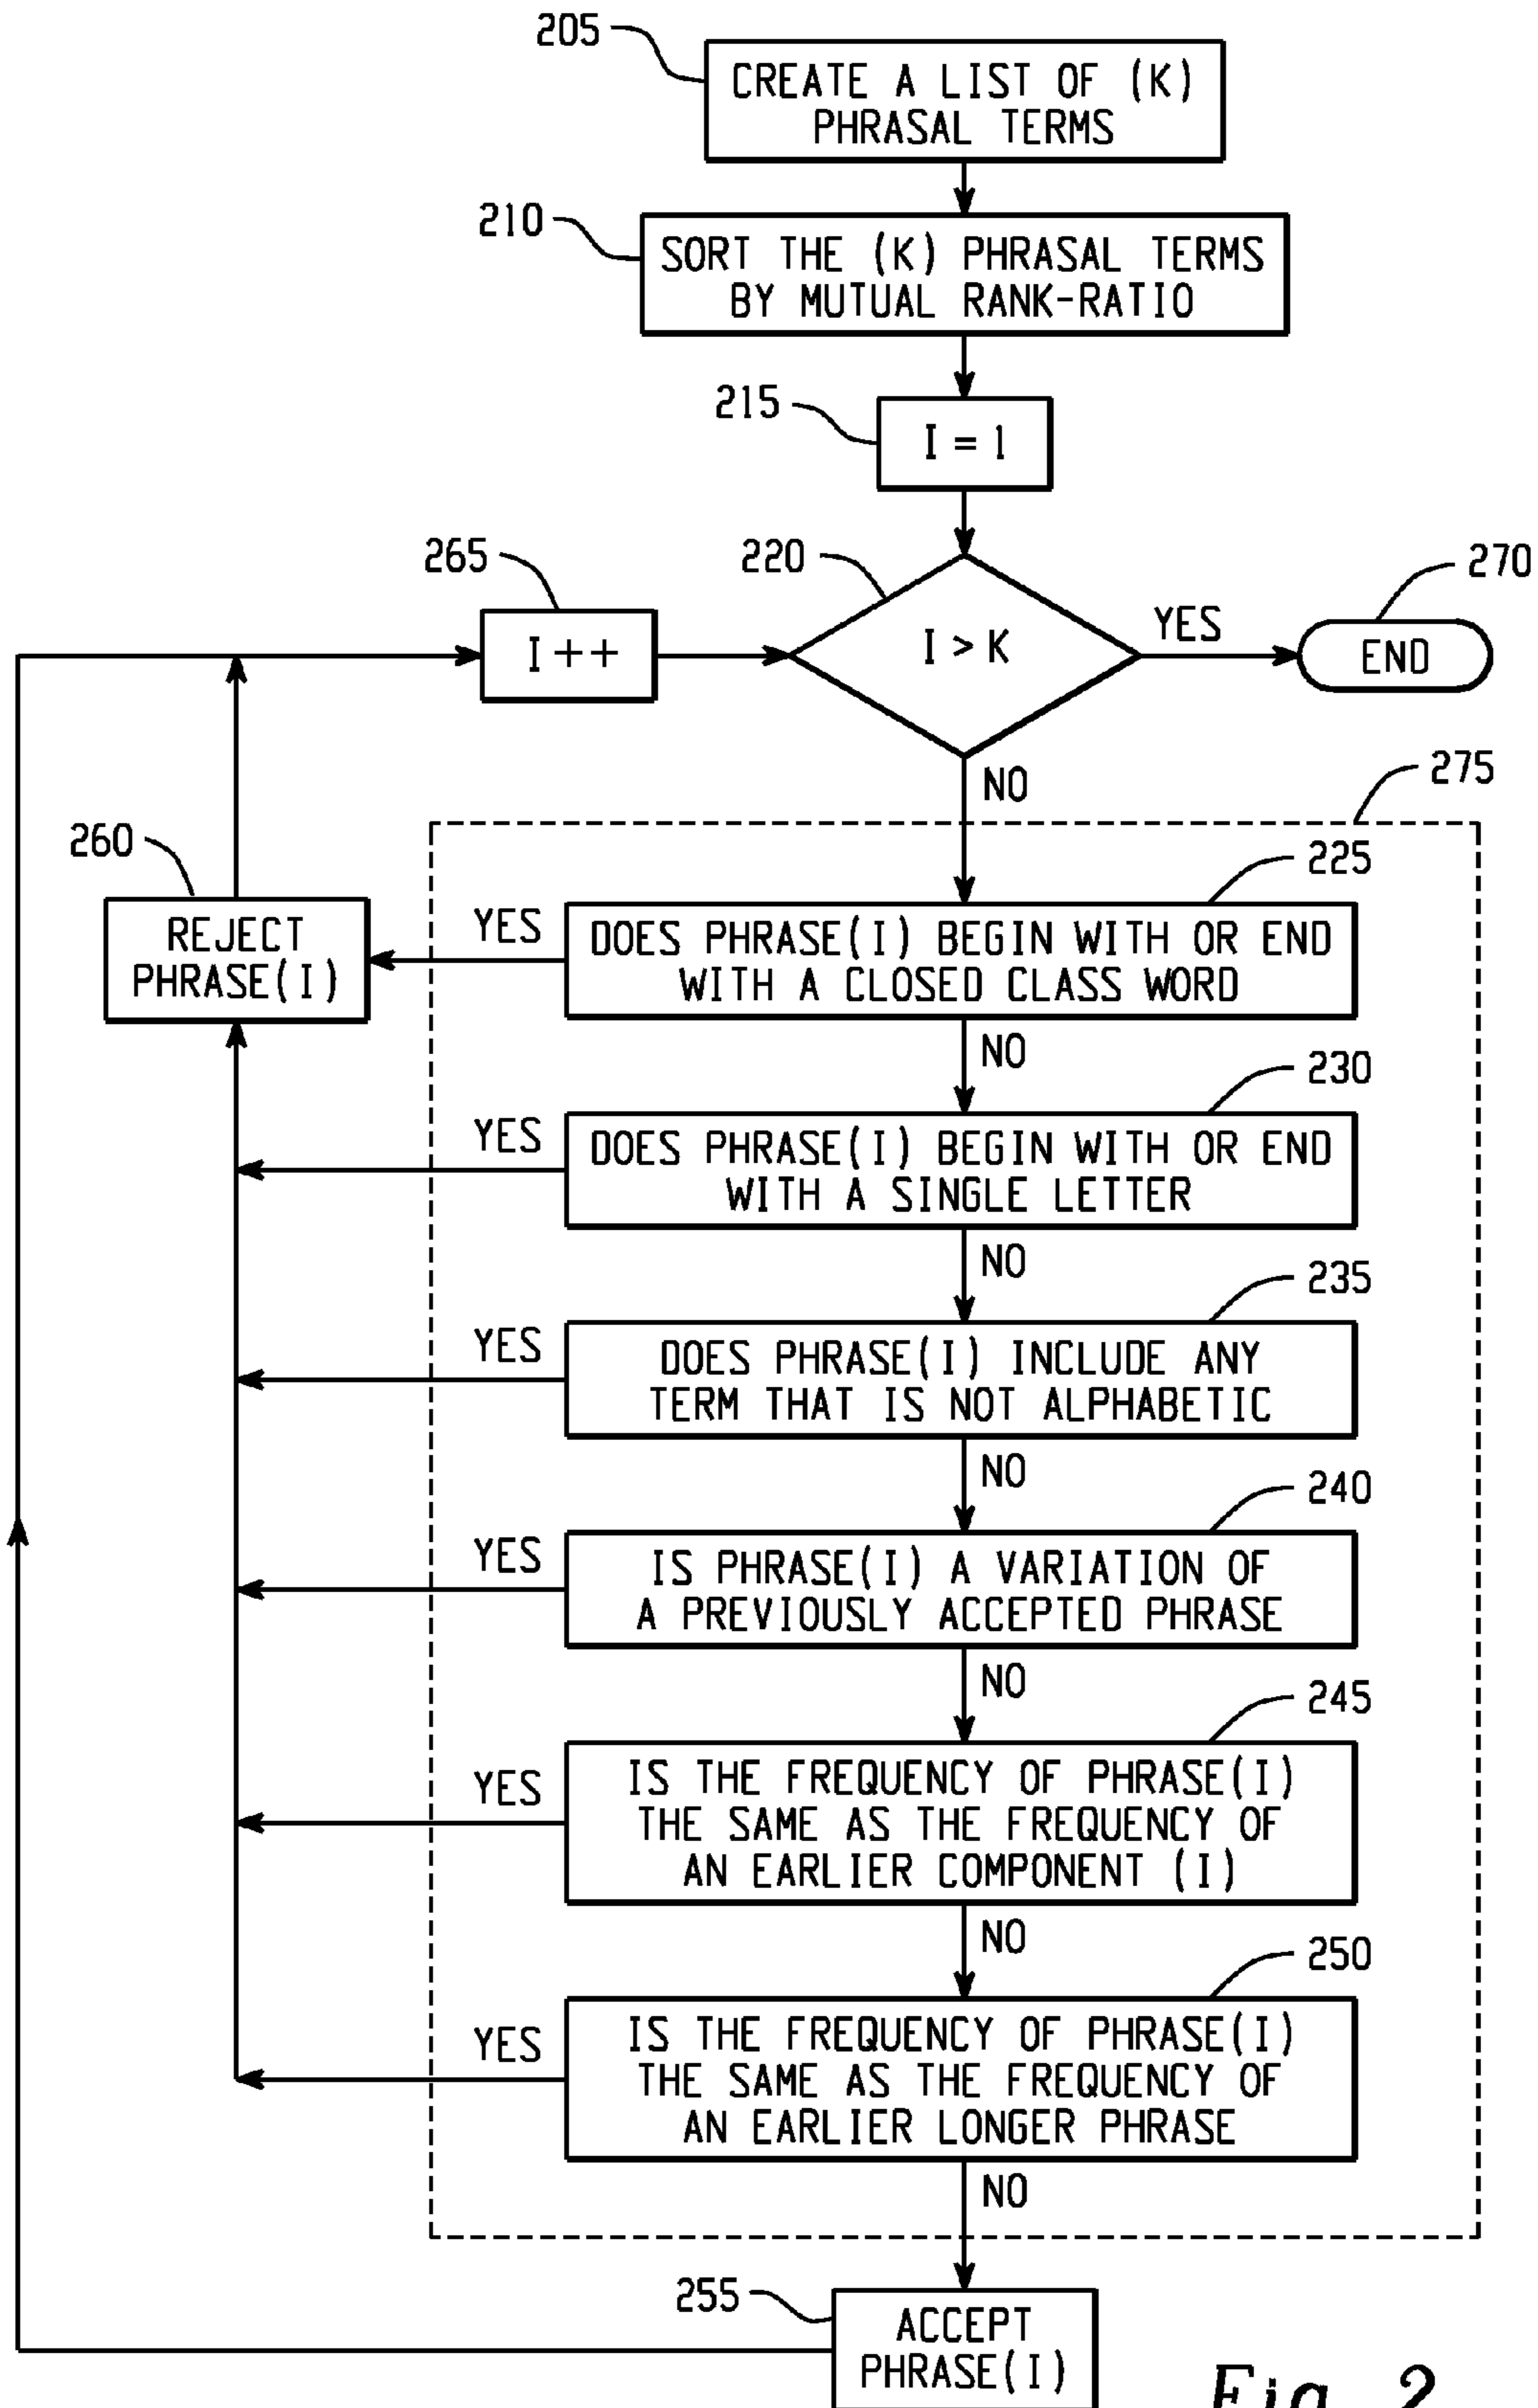 205
CREATE A LIST OF (K)
PHRASAL TERMS
210
SORT THE (K) PHRASAL TERMS
BY MUTUAL RANK-RATIO
215
I = 1
265
220
270
I ++
I > K
YES
END
NO
275
260
225
REJECT
PHRASE(I)
YES
DOES PHRASE(I) BEGIN WITH OR END
WITH A CLOSED CLASS WORD
NO
230
YES
DOES PHRASE(I) BEGIN WITH OR END
WITH A SINGLE LETTER
NO
235
YES
DOES PHRASE(I) INCLUDE ANY
TERM THAT IS NOT ALPHABETIC
NO
240
YES
IS PHRASE(I) A VARIATION OF
A PREVIOUSLY ACCEPTED PHRASE
NO
245
YES
IS THE FREQUENCY OF PHRASE(I)
THE SAME AS THE FREQUENCY OF
AN EARLIER COMPONENT (I)
NO
250
YES
IS THE FREQUENCY OF PHRASE(I)
THE SAME AS THE FREQUENCY OF
AN EARLIER LONGER PHRASE
NO
255
ACCEPT
PHRASE(I)
Fig. 2